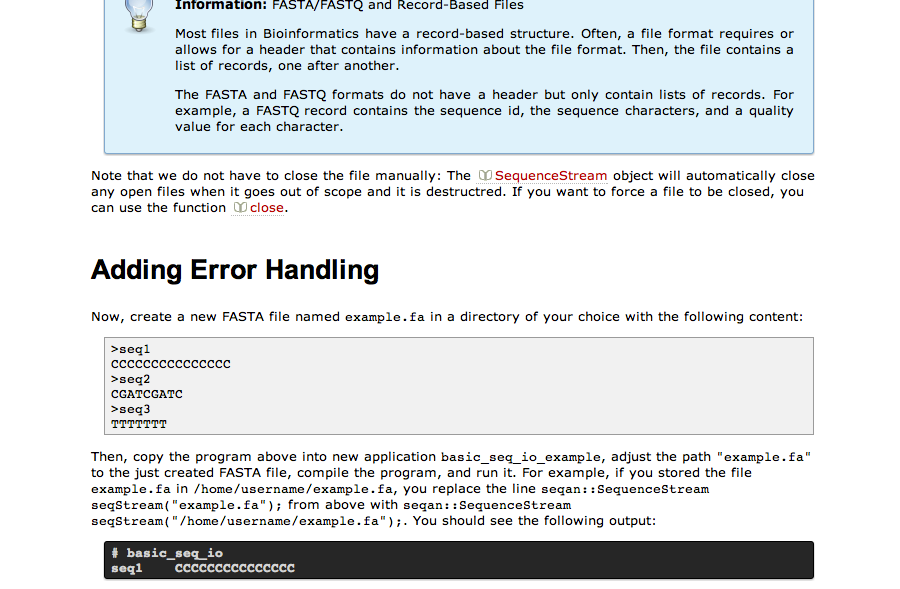 Information: FASTA/FASTQ and Record-Based Files
Most files in Bioinformatics have a record-based structure. Often, a file format requires or
allows for a header that contains information about the file format. Then, the file contains a
list of records, one after another.
The FASTA and FASTQ formats do not have a header but only contain lists of records. For
example, a FASTQ record contains the sequence id, the sequence characters, and a quality
value for each character.
Note that we do not have to close the file manually: The SequenceStream object will automatically close
any open files when it goes out of scope and it is destructred. If you want to force a file to be closed, you
can use the function close.
Adding Error Handling
Now, create a new FASTA file named example.fa in a directory of your choice with the following content:
>seq1
CCCCCCCCCCCCCCC
>seq2
CGATCGATC
>seq3
TTTTTTT
Then, copy the program above into new application basic_seq_io_example, adjust the path "example.fa"
to the just created FASTA file, compile the program, and run it. For example, if you stored the file
example.fa in /home/username/example.fa, you replace the line seqan::SequenceStream
seqStream("example.fa"); from above with seqan::SequenceStream
seqStream("/home/username/example.fa");. You should see the following output:
# basic_seq_io
seq1    CCCCCCCCCCCCCCC